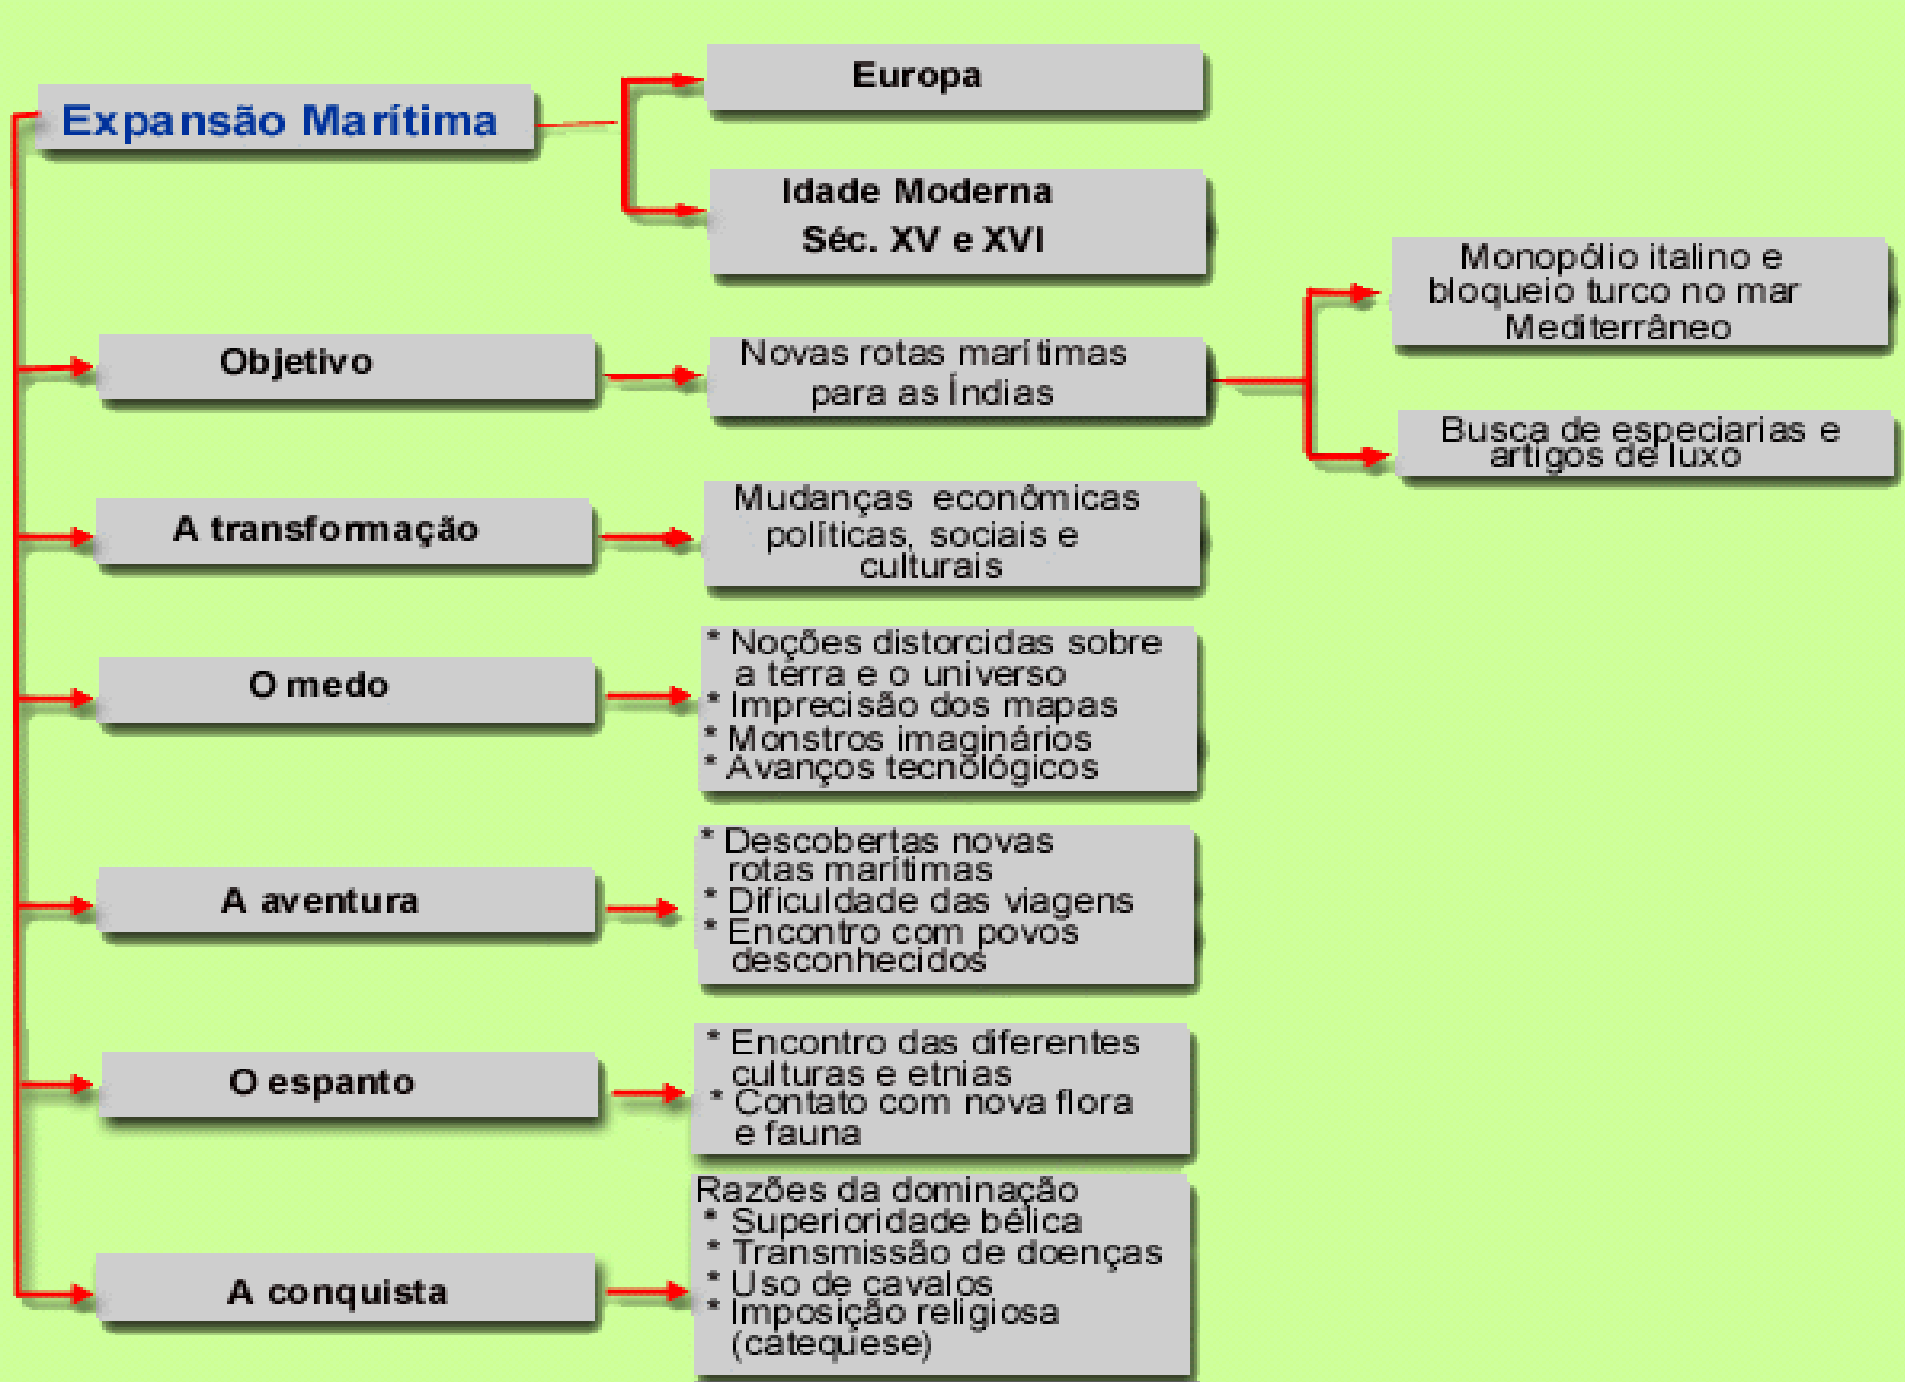 Expansão Marítima
Europa
Idade Moderna
Séc. XV e XVI
Objetivo
Novas rotas marítimas
para as Índias
Monopólio italino e
bloqueio turco no mar
Mediterrâneo
Busca de especiarias e
artigos de luxo
A transformação
Mudanças econômicas
políticas, sociais e
culturais
O medo
* Noções distorcidas sobre
a terra e o universo
* Imprecisão dos mapas
* Monstros imaginários
* Avanços tecnológicos
A aventura
* Descobertas novas
rotas marítimas
* Dificuldade das viagens
* Encontro com povos
desconhecidos
O espanto
* Encontro das diferentes
culturas e etnias
* Contato com nova flora
e fauna
A conquista
Razões da dominação
* Superioridade bélica
* Transmissão de doenças
* Uso de cavalos
* Imposição religiosa
(catequese)